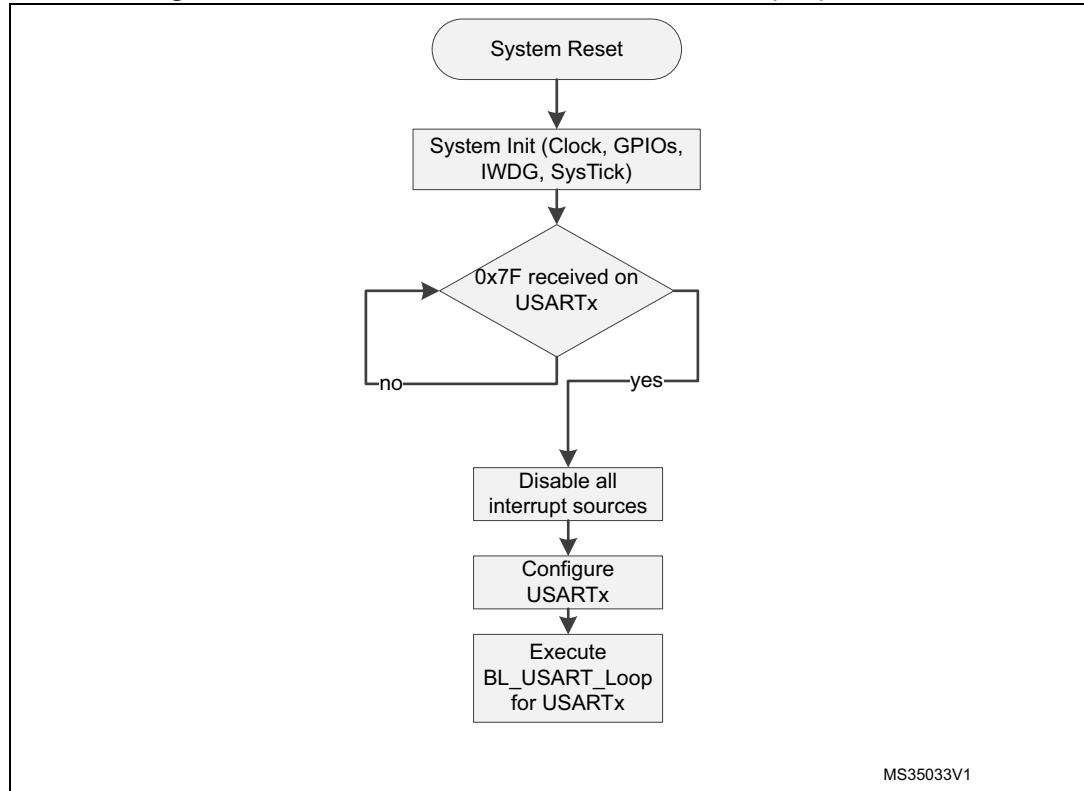 System Reset
System Init (Clock, GPIOs,
IWDG, SysTick)
0x7F received on
USARTx
no
yes
Disable all
interrupt sources
Configure
USARTx
Execute
BL_USART_Loop
for USARTx
MS35033V1